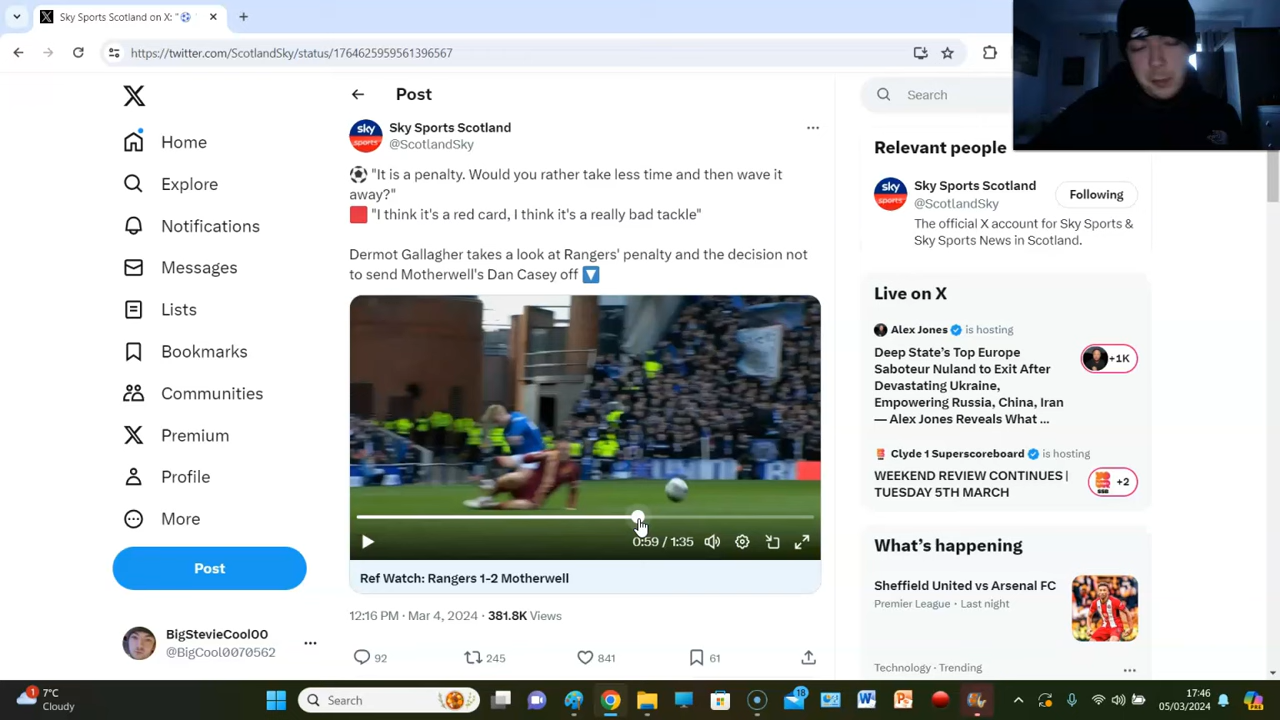 Sky Sports Scotland on X: "
https://twitter.com/ScotlandSky/status/1764625959561396567
Home
Explore
Notifications
Messages
Lists
Bookmarks
Communities
Premium
Profile
More
Post
BigStevieCool00
@BigCool0070562
Post
sky sports
Sky Sports Scotland
@ScotlandSky
"It is a penalty. Would you rather take less time and then wave it
away?"
"I think it's a red card, I think it's a really bad tackle"
Dermot Gallagher takes a look at Rangers' penalty and the decision not
to send Motherwell's Dan Casey off
0:59 / 1:35
Ref Watch: Rangers 1-2 Motherwell
12:16 PM · Mar 4, 2024 · 381.8K Views
92
245
841
61
Search
Relevant people
sky sports
Sky Sports Scotland
@ScotlandSky
Following
The official X account for Sky Sports &
Sky Sports News in Scotland.
Live on X
Alex Jones is hosting
Deep State's Top Europe
Saboteur Nuland to Exit After
Devastating Ukraine,
Empowering Russia, China, Iran
— Alex Jones Reveals What ...
+1K
Clyde 1 Superscoreboard is hosting
WEEKEND REVIEW CONTINUES |
TUESDAY 5TH MARCH
+2
What's happening
Sheffield United vs Arsenal FC
Premier League · Last night
Technology · Trending
1
7°C
Cloudy
Search
18
17:46
05/03/2024